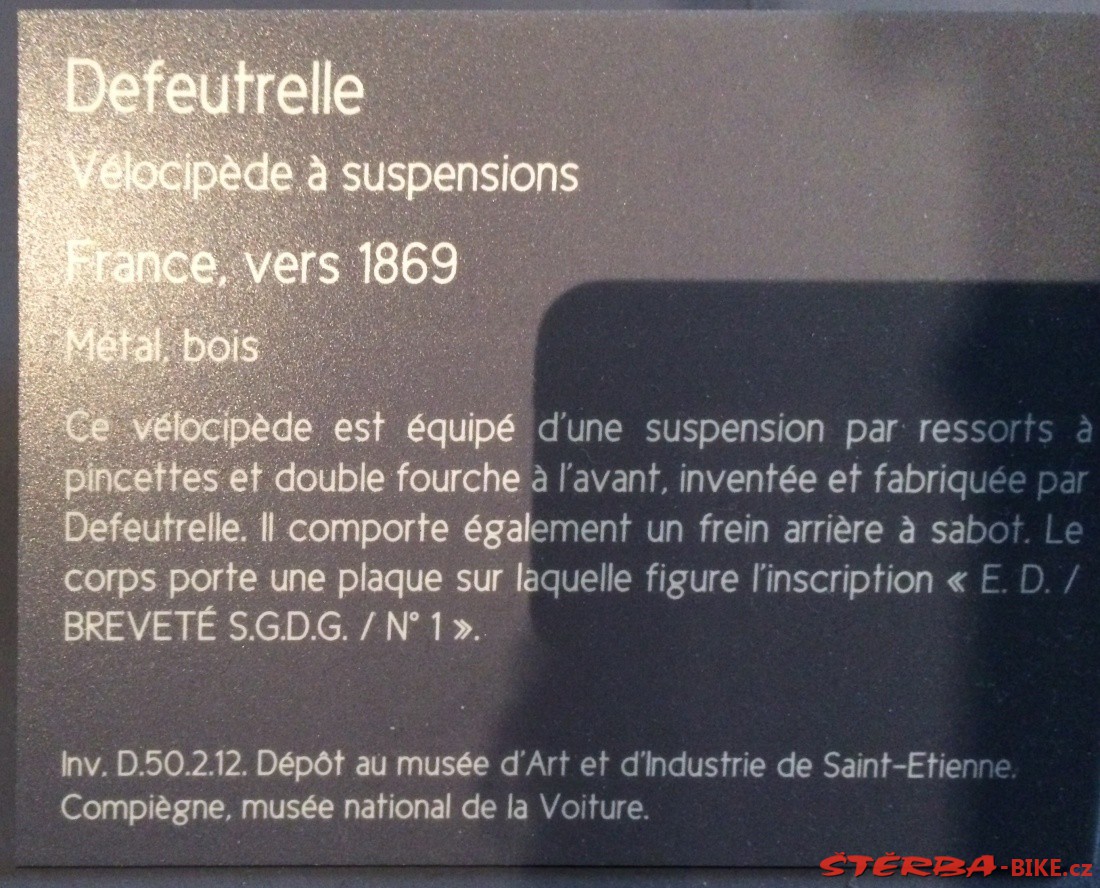 Defeutrelle
Vélocipède à suspensions
France, vers 1869
Métal, bois
Ce vélocipède est équipé d'une suspension par ressorts à
pincettes et double fourche à l'avant, inventée et fabriquée par
Defeutrelle. Il comporte également un frein arrière à sabot. Le
corps porte une plaque sur laquelle figure l'inscription « E. D. /
BREVETÉ S.G.D.G. / N° 1 ».
Inv. D.50.2.12. Dépôt au musée d'Art et d'Industrie de Saint-Etienne.
Compiègne, musée national de la Voiture.
ŠTĚRBA-BIKE.cz